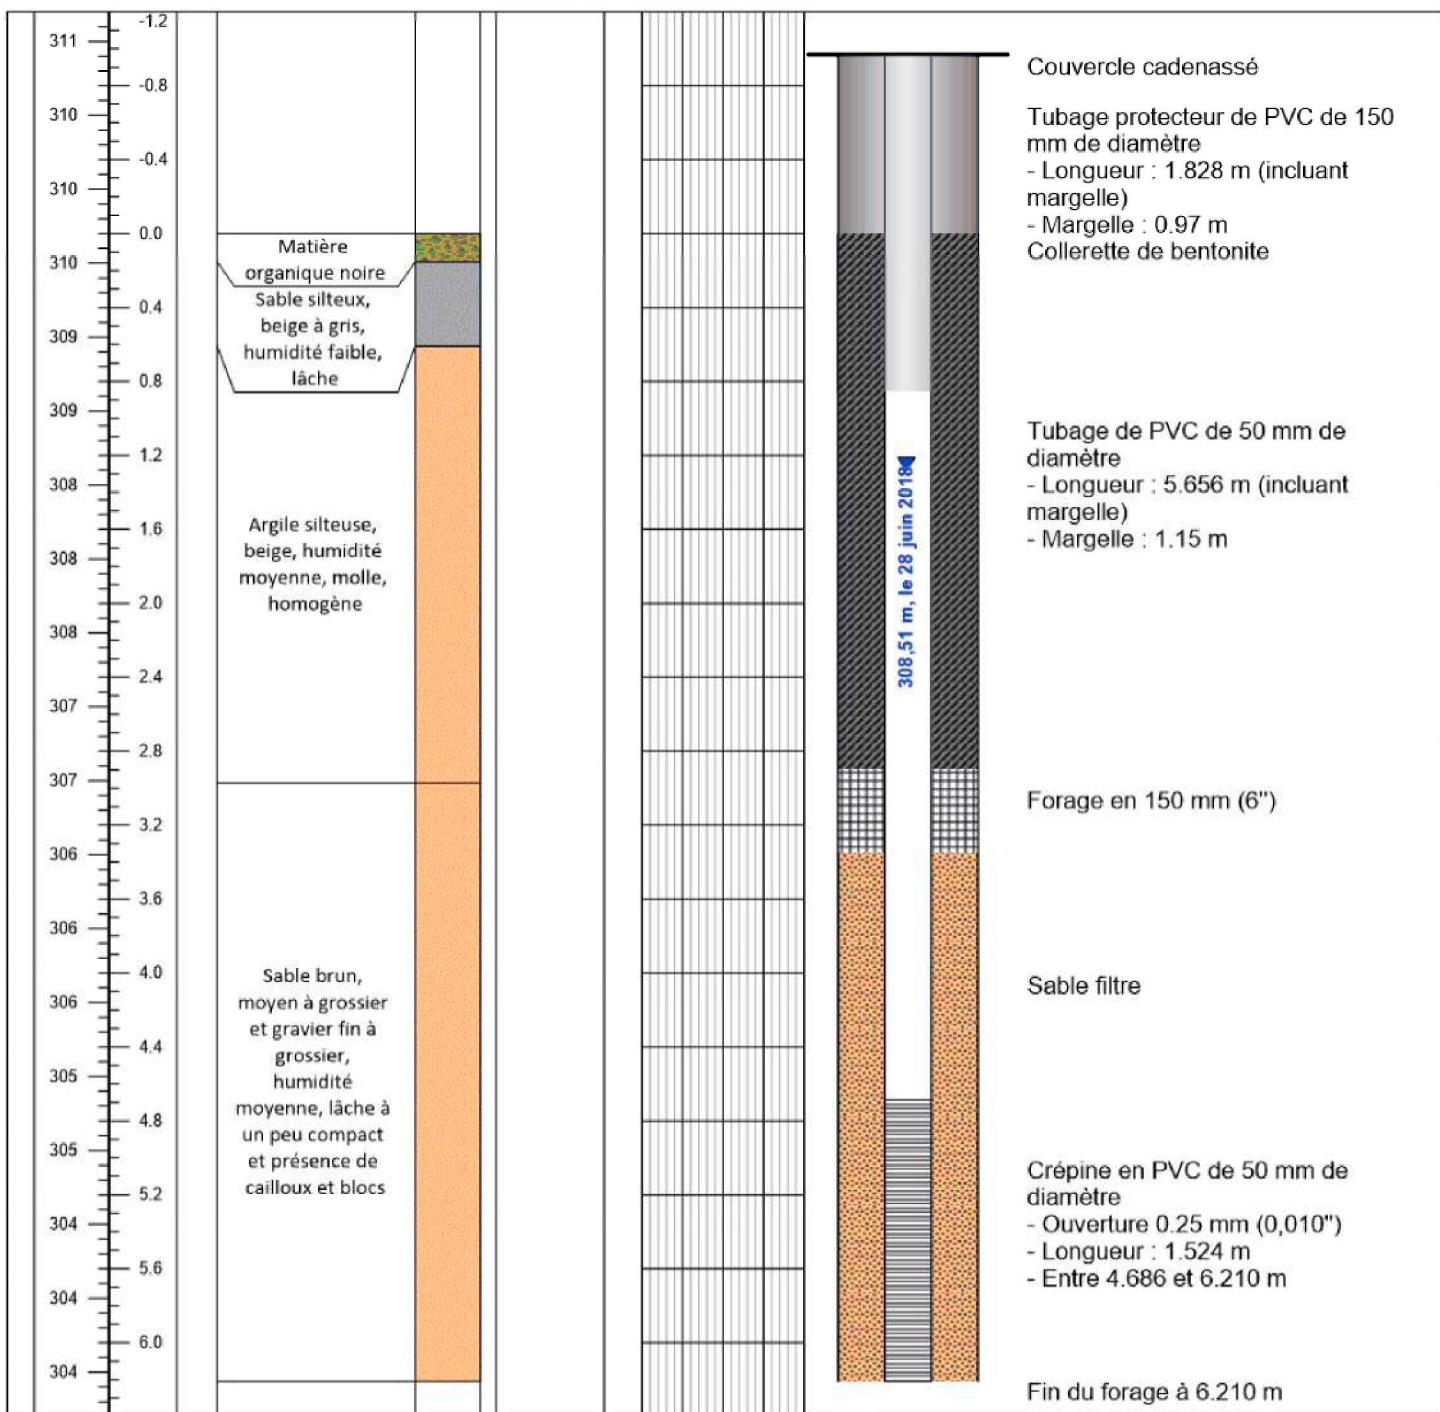 311
310
310
310
309
309
308
308
308
307
307
306
306
306
305
305
304
304
304
-1.2
-0.8
-0.4
0.0
0.4
0.8
1.2
1.6
2.0
2.4
2.8
3.2
3.6
4.0
4.4
4.8
5.2
5.6
6.0
Matière
organique noire
Sable silteux,
beige à gris,
humidité faible,
lâche
Argile silteuse,
beige, humidité
moyenne, molle,
homogène
Sable brun,
moyen à grossier
et gravier fin à
grossier,
humidité
moyenne, lâche à
un peu compact
et présence de
cailloux et blocs
308,51 m, le 28 juin 2018
Couvercle cadenassé
Tubage protecteur de PVC de 150
mm de diamètre
- Longueur : 1.828 m (incluant
margelle)
- Margelle : 0.97 m
Collerette de bentonite
Tubage de PVC de 50 mm de
diamètre
- Longueur : 5.656 m (incluant
margelle)
- Margelle : 1.15 m
Forage en 150 mm (6")
Sable filtre
Crépine en PVC de 50 mm de
diamètre
- Ouverture 0.25 mm (0,010")
- Longueur : 1.524 m
- Entre 4.686 et 6.210 m
Fin du forage à 6.210 m